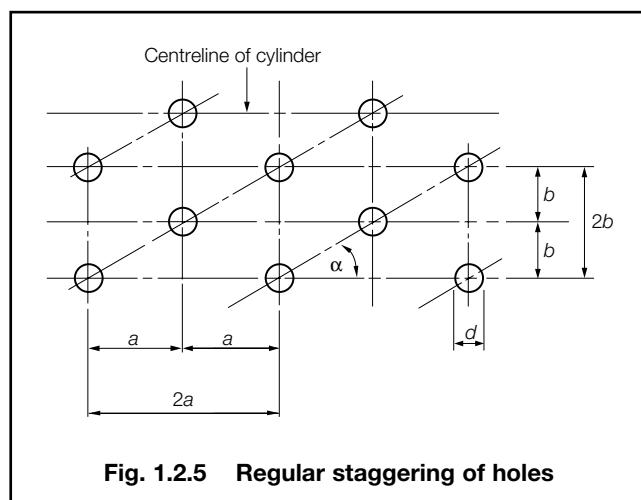 Centreline of cylinder
b
2b
b
α
d
a
a
2a
Fig. 1.2.5 Regular staggering of holes